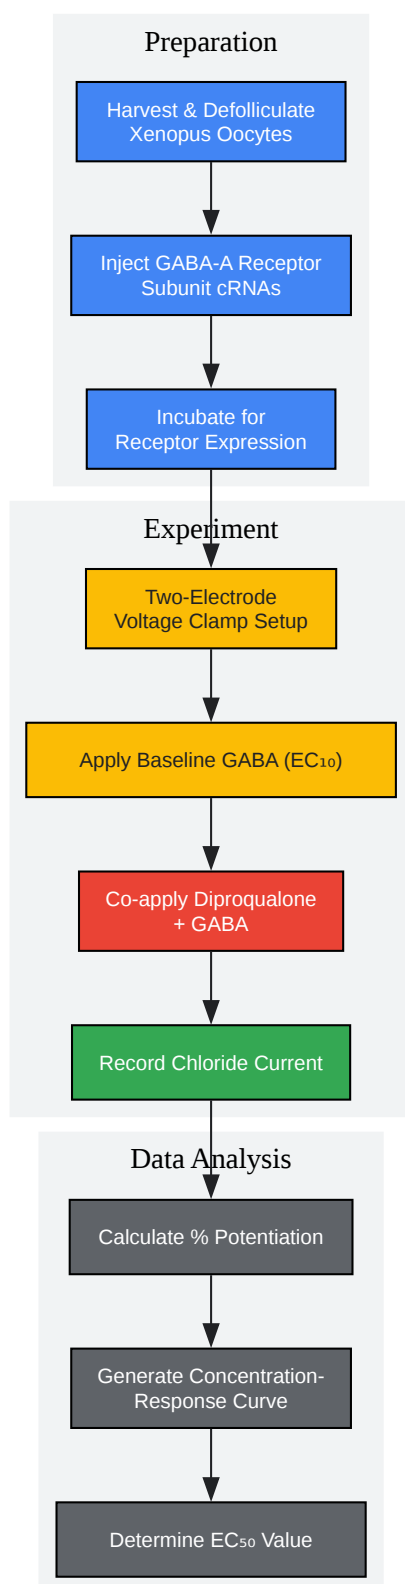 Preparation
Harvest & Defolliculate
Xenopus Oocytes
Inject GABA-A Receptor
Subunit cRNAs
Incubate for
Receptor Expression
Experiment
Two-Electrode
Voltage Clamp Setup
Apply Baseline GABA (EC₁₀)
Co-apply Diproqualone
+ GABA
Record Chloride Current
Data Analysis
Calculate % Potentiation
Generate Concentration-
Response Curve
Determine EC₅₀ Value